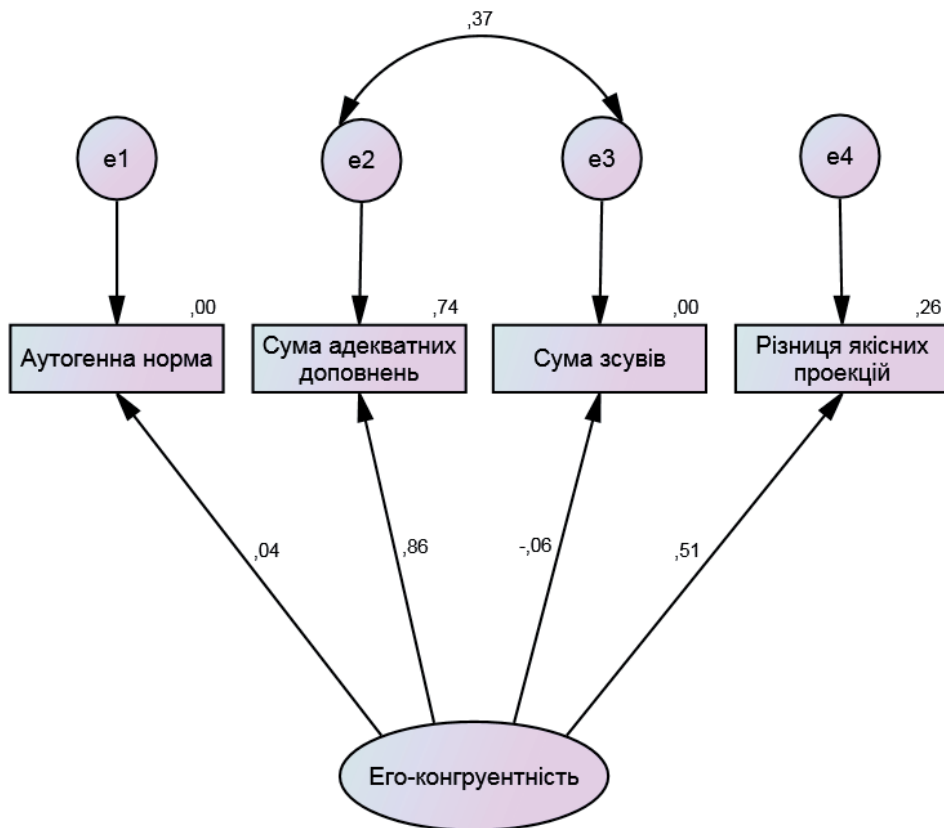 ,37
e1
e2
e3
e4
,00
,74
,00
,26
Аутогенна норма
Сума адекватних
доповнень
Сума зсувів
Різниця якісних
проекцій
,04
,86
-,06
,51
Его-конгруентність